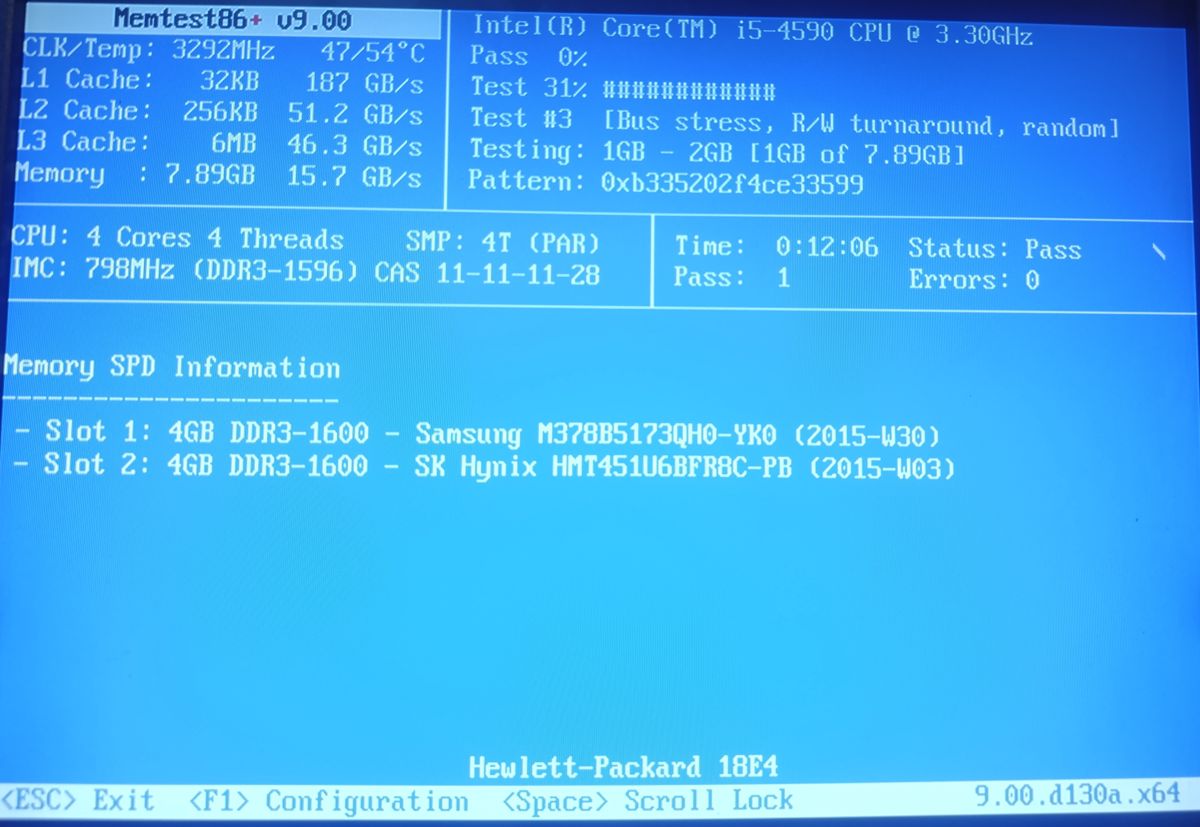 Memtest86+ v9.00
CLK/Temp: 3292MHz 47/54°C
L1 Cache: 32KB 187 GB/s
L2 Cache: 256KB 51.2 GB/s
L3 Cache: 6MB 46.3 GB/s
Memory : 7.89GB 15.7 GB/s
Intel(R) Core(TM) i5-4590 CPU @ 3.30GHz
Pass 0%
Test 31% ############
Test #3 [Bus stress, R/W turnaround, random]
Testing: 1GB - 2GB [1GB of 7.89GB]
Pattern: 0xb335202f4ce33599
CPU: 4 Cores 4 Threads SMP: 4T (PAR)
IMC: 798MHz (DDR3-1596) CAS 11-11-11-28
Time: 0:12:06 Status: Pass \
Pass: 1 Errors: 0
Memory SPD Information
----------------------
- Slot 1: 4GB DDR3-1600 - Samsung M378B5173QH0-YK0 (2015-W30)
- Slot 2: 4GB DDR3-1600 - SK Hynix HMT451U6BFR8C-PB (2015-W03)
Hewlett-Packard 18E4
<ESC> Exit <F1> Configuration <Space> Scroll Lock 9.00.d130a.x64